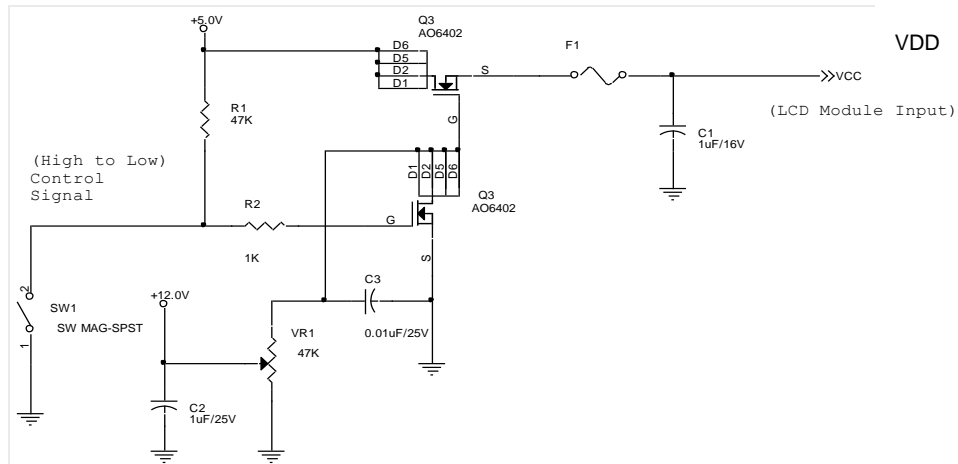 +5.0V
Q3
AO6402
D6
D5
D2
D1
S
G
F1
VDD
VCC
(LCD Module Input)
C1
1uF/16V
R1
47K
(High to Low)
Control
Signal
D1
D2
D5
D6
Q3
AO6402
R2
1K
G
S
2
SW1
SW MAG-SPST
1
+12.0V
C3
0.01uF/25V
VR1
47K
C2
1uF/25V